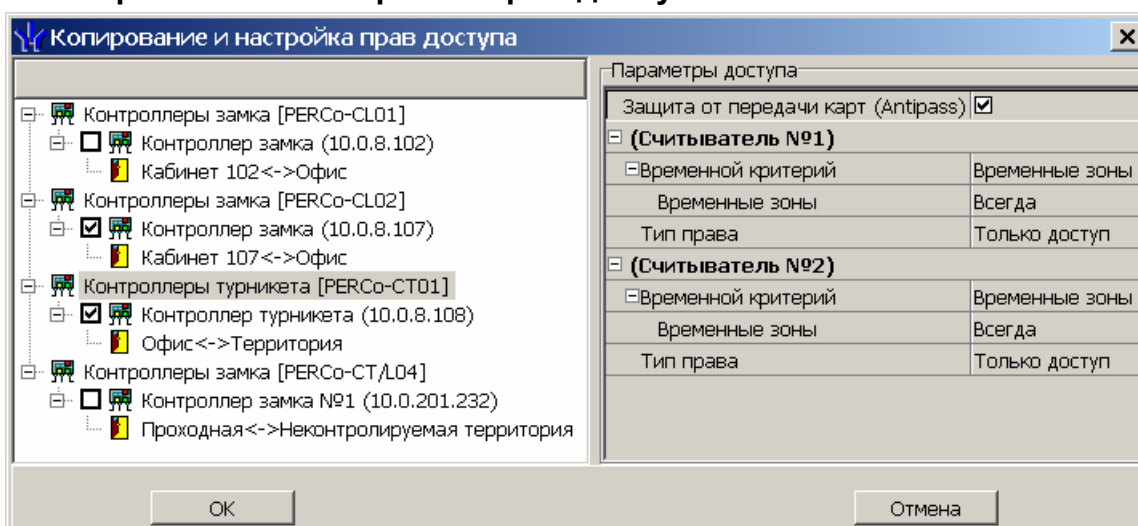 Копирование и настройка прав доступа
Контроллеры замка [PERCo-CL01]
Контроллер замка (10.0.8.102)
Кабинет 102<->Офис
Контроллеры замка [PERCo-CL02]
Контроллер замка (10.0.8.107)
Кабинет 107<->Офис
Контроллеры турникета [PERCo-CT01]
Контроллер турникета (10.0.8.108)
Офис<->Территория
Контроллеры замка [PERCo-CT/L04]
Контроллер замка №1 (10.0.201.232)
Проходная<->Неконтролируемая территория
Параметры доступа
Защита от передачи карт (Antipass)
(Считыватель №1)
Временной критерий Временные зоны
Временные зоны Всегда
Тип права Только доступ
(Считыватель №2)
Временной критерий Временные зоны
Временные зоны Всегда
Тип права Только доступ
ОК
Отмена